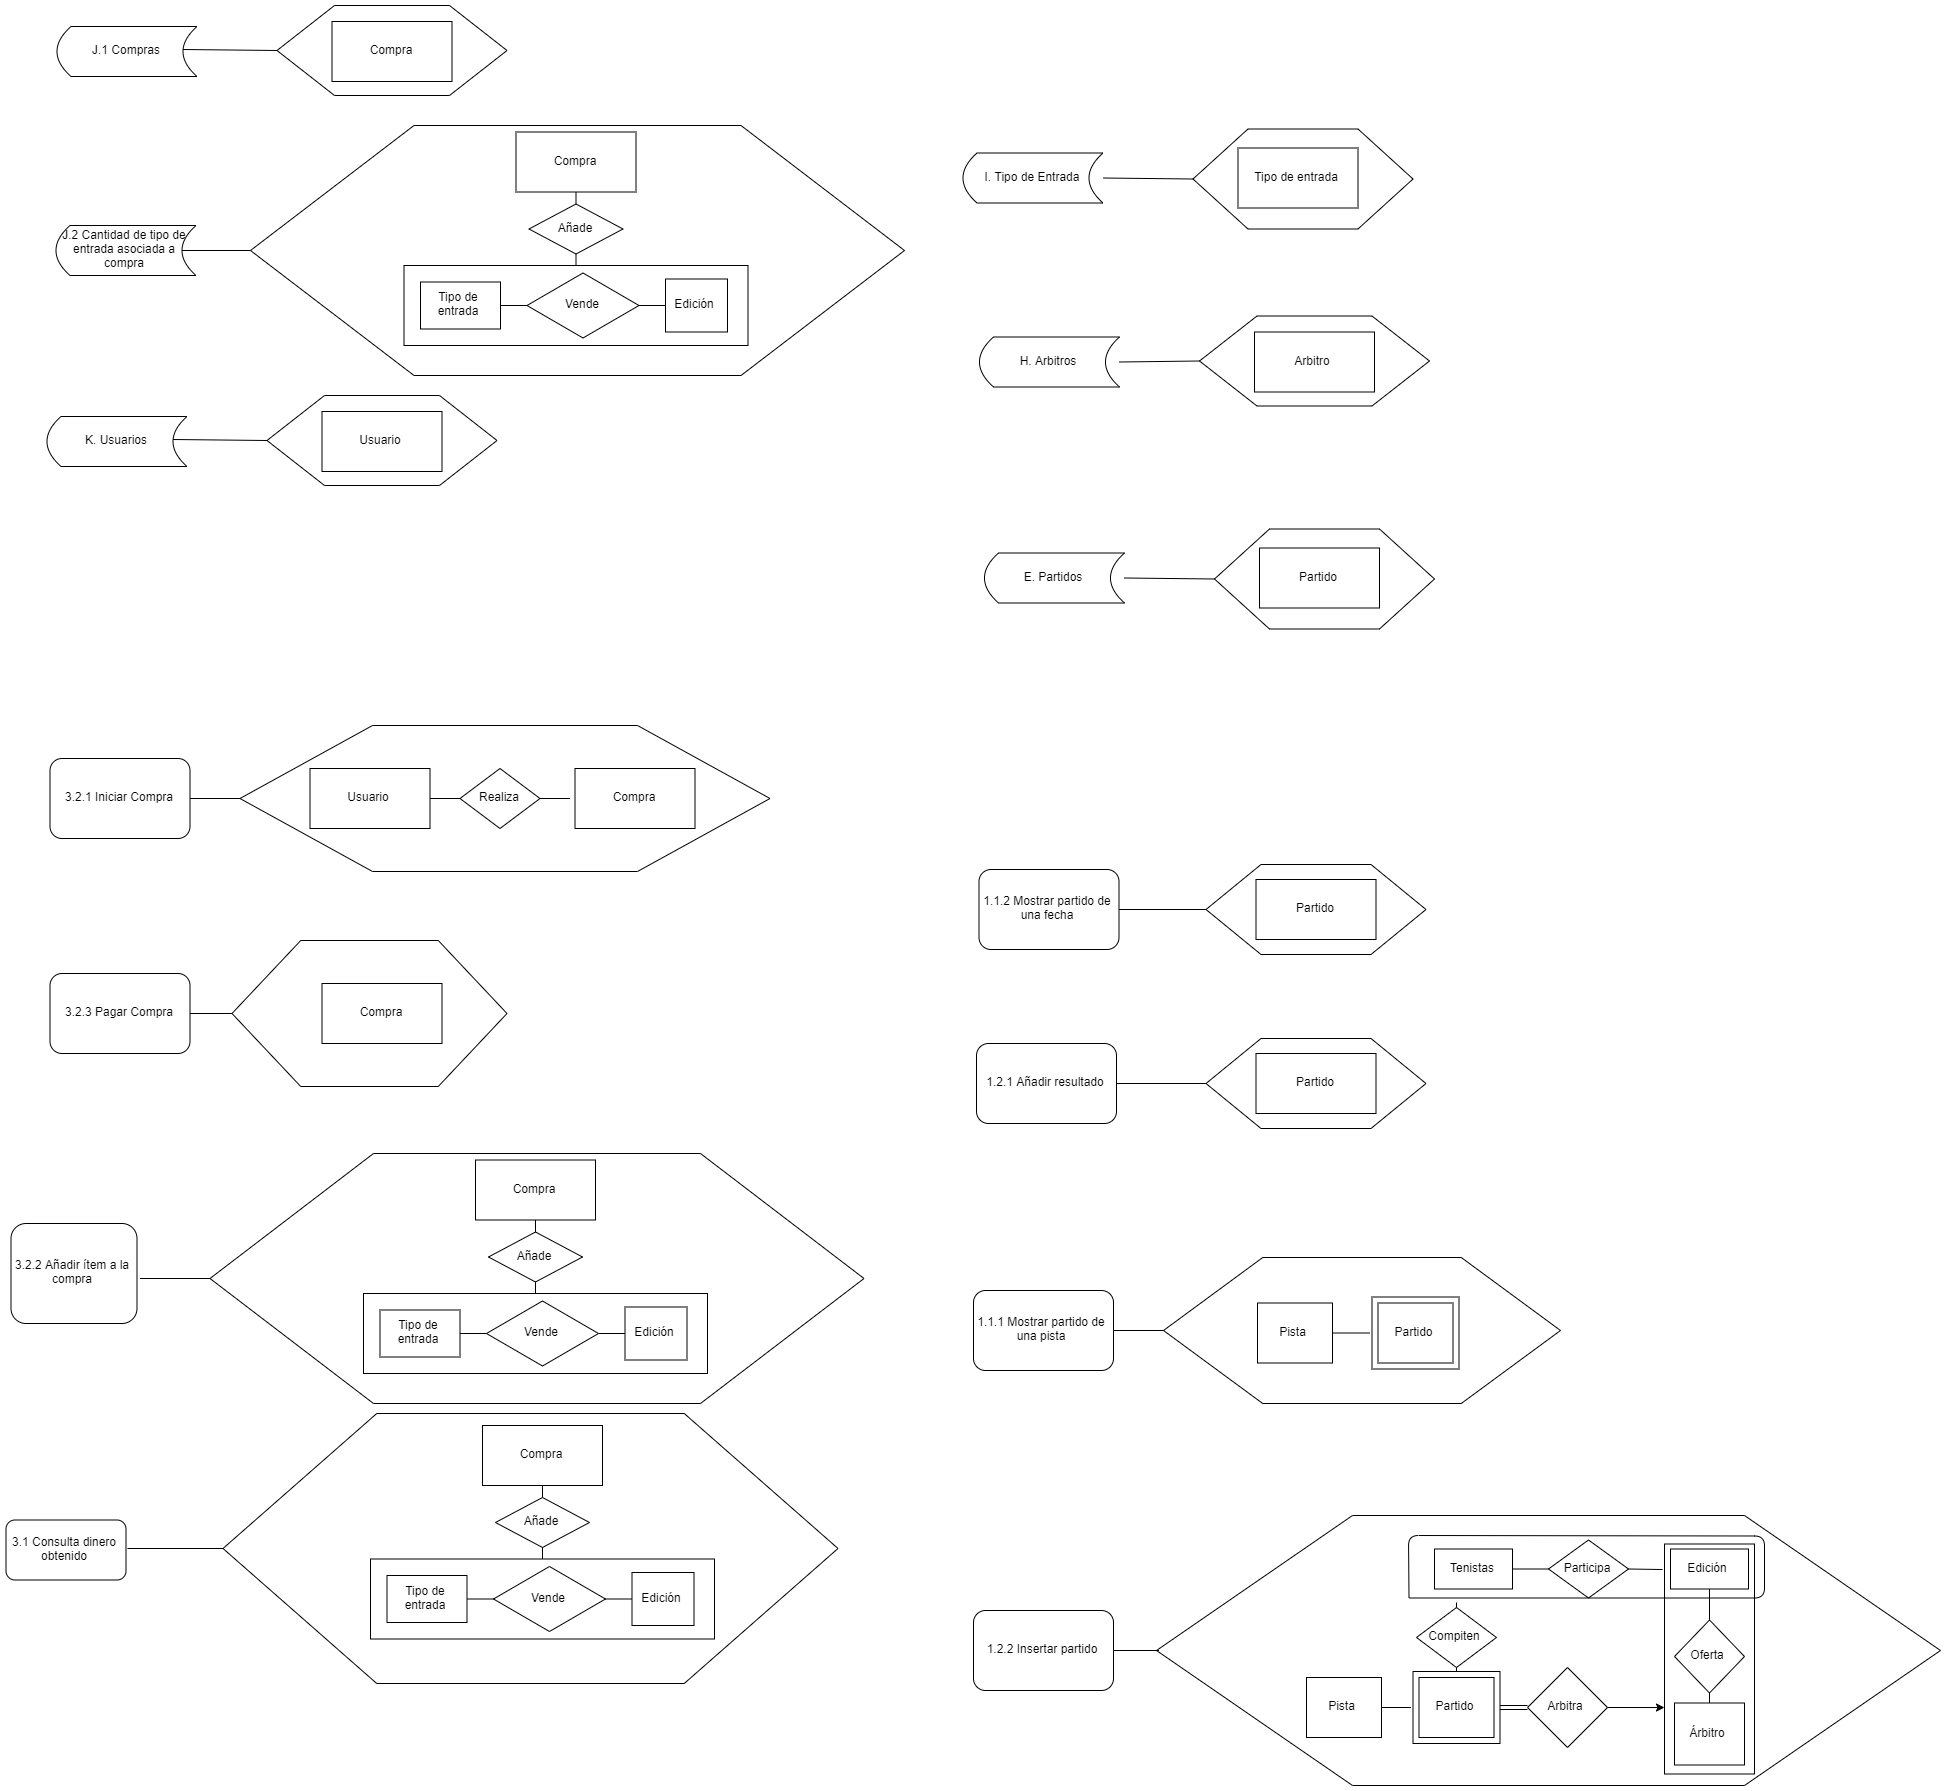 J.1 Compras
Compra
J.2 Cantidad de tipo de
entrada asociada a
compra
Compra
Añade
Tipo de
entrada
Vende
Edición
K. Usuarios
Usuario
I. Tipo de Entrada
Tipo de entrada
H. Arbitros
Arbitro
E. Partidos
Partido
3.2.1 Iniciar Compra
Usuario
Realiza
Compra
3.2.3 Pagar Compra
Compra
3.2.2 Añadir ítem a la
compra
Compra
Añade
Tipo de
entrada
Vende
Edición
3.1 Consulta dinero
obtenido
Compra
Añade
Tipo de
entrada
Vende
Edición
1.1.2 Mostrar partido de
una fecha
Partido
1.2.1 Añadir resultado
Partido
1.1.1 Mostrar partido de
una pista
Pista
Partido
1.2.2 Insertar partido
Tenistas
Participa
Edición
Compiten
Oferta
Pista
Partido
Arbitra
Árbitro